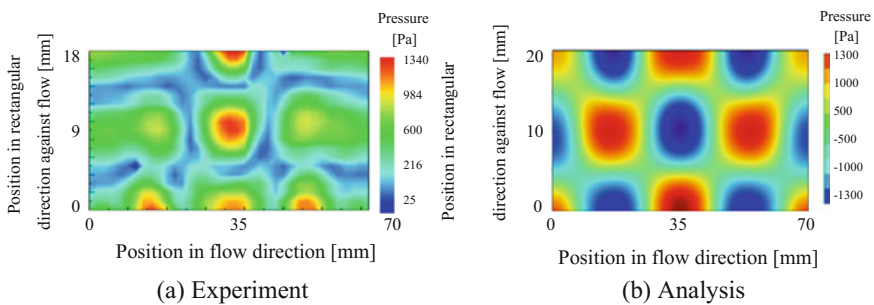 Pressure
[Pa]
1340
934
604
216
25
18
9
0
0
35
70
Position in rectangular
direction against flow [mm]
Position in flow direction [mm]
(a) Experiment
Pressure
[Pa]
1300
1000
500
-500
-1000
-1300
20
10
0
0
35
70
Position in rectangular
direction against flow [mm]
Position in flow direction [mm]
(b) Analysis